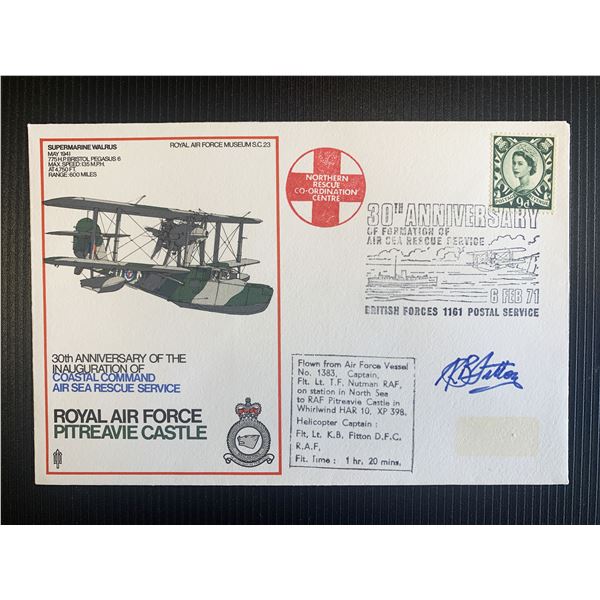 SUPERMARINE WALRUS
MAY 1941
775 H.P. BRISTOL PEGASUS 6
MAX. SPEED: 135 M.P.H.
AT 4,750 FT.
RANGE: 600 MILES
ROYAL AIR FORCE MUSEUM S.C.23
30th ANNIVERSARY OF THE
INAUGURATION OF
COASTAL COMMAND
AIR SEA RESCUE SERVICE
ROYAL AIR FORCE
PITREAVIE CASTLE
NORTHERN
RESCUE
CO-ORDINATION
CENTRE
9d
30TH ANNIVERSARY
OF FORMATION OF
AIR SEA RESCUE SERVICE
6 FEB 71
BRITISH FORCES 1161 POSTAL SERVICE
Flown from Air Force Vessel
No. 1383, Captain,
Flt. Lt. T.F. Nutman RAF,
on station in North Sea
to RAF Pitreavie Castle in
Whirlwind HAR 10, XP 398.
Helicopter Captain :
Flt, Lt. K.B. Fitton D.F.C.
R.A.F.
Flt. Time : 1 hr, 20 mins.
K B Fitton